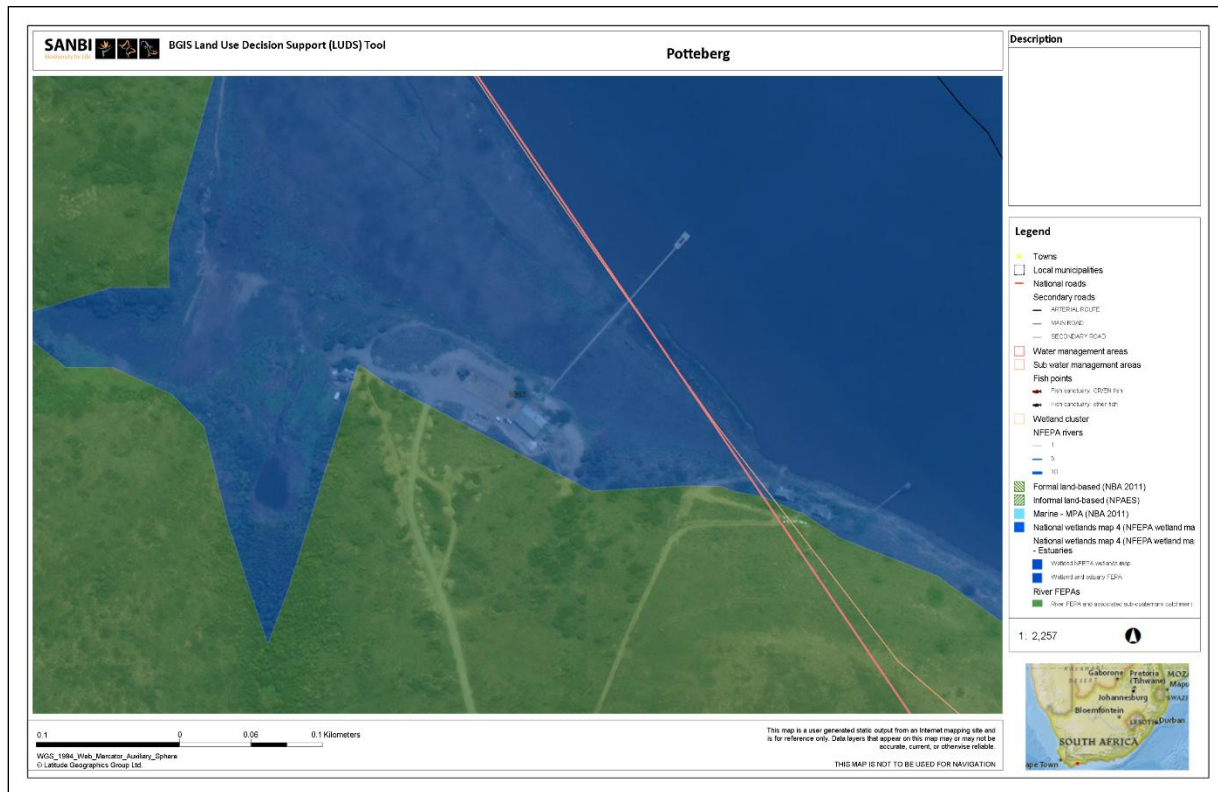 SANBI
Biodiversity for Life
BGIS Land Use Decision Support (LUDS) Tool
Potteberg
Description
Legend
Towns
Local municipalities
National roads
Secondary roads
ARTERIAL ROUTE
MAIN ROAD
SECONDARY ROAD
Water management areas
Sub water management areas
Fish points
Fish sanctuary: CR/EN fish
Fish sanctuary: other fish
Wetland cluster
NFEPA rivers
1
5
10
Formal land-based (NBA 2011)
Informal land-based (NPAES)
Marine - MPA (NBA 2011)
National wetlands map 4 (NFEPA wetland ma
National wetlands map 4 (NFEPA wetland ma
- Estuaries
Wetland NFEPA wetlands map
Wetland and estuary FEPA
River FEPAs
River FEPA and associated sub-quaternary catchment
1: 2,257
0.1
0
0.06
0.1 Kilometers
WGS_1984_Web_Mercator_Auxiliary_Sphere
© Latitude Geographics Group Ltd.
This map is a user generated static output from an Internet mapping site and
is for reference only. Data layers that appear on this map may or may not be
accurate, current, or otherwise reliable.
THIS MAP IS NOT TO BE USED FOR NAVIGATION
Gaborone
Pretoria
MOZ
(Tshwane)
Mapu
Johannesburg
SWAZI
Bloemfontein
LESOTHO
Durban
SOUTH AFRICA
ape Town